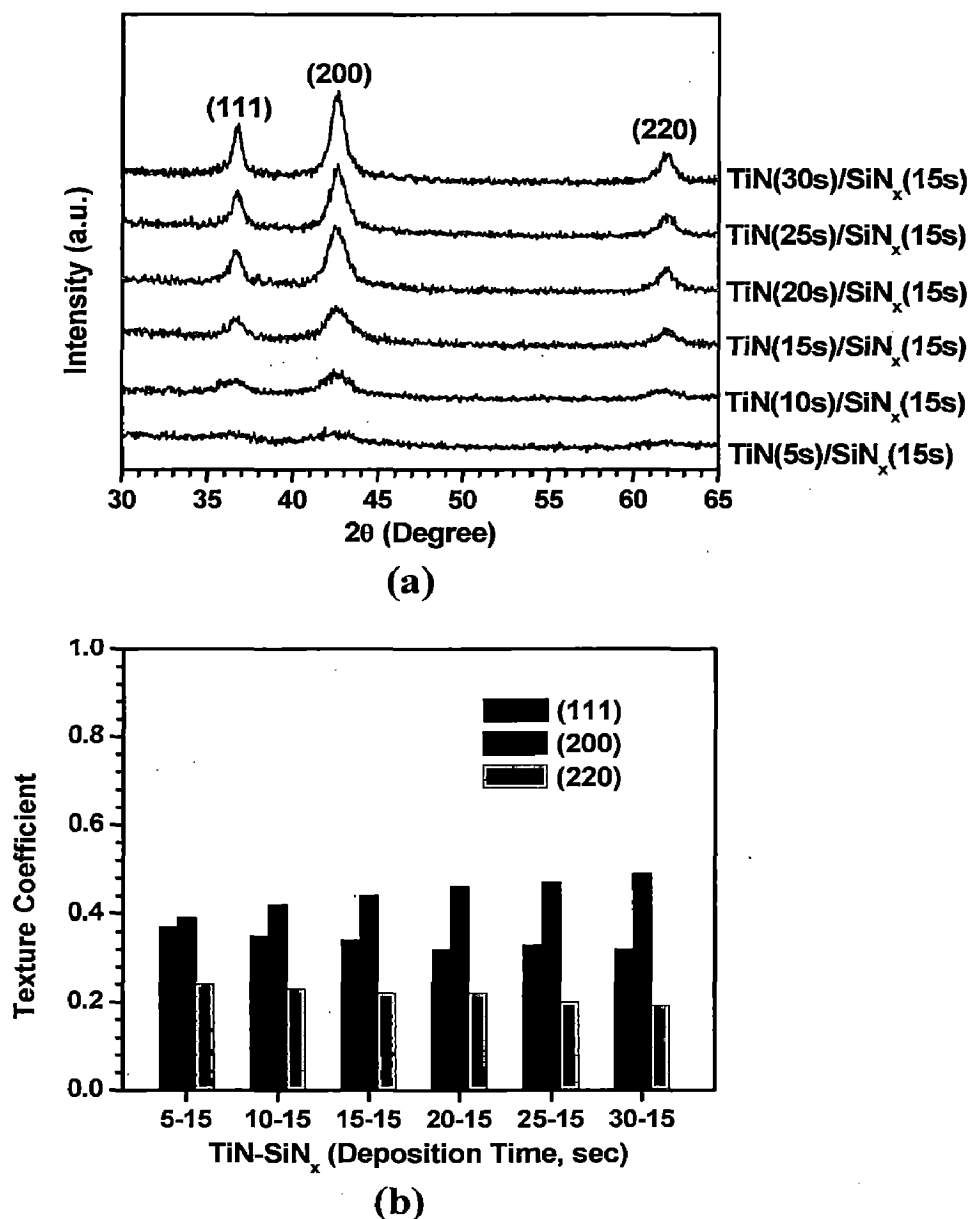 (111)
(200)
(220)
TiN(30s)/SiNx(15s)
TiN(25s)/SiNx(15s)
TiN(20s)/SiNx(15s)
TiN(15s)/SiNx(15s)
TiN(10s)/SiNx(15s)
TiN(5s)/SiNx(15s)
Intensity (a.u.)
30 35 40 45 50 55 60 65
2θ (Degree)
(a)
1.0
0.8
0.6
0.4
0.2
0.0
Texture Coefficient
(111)
(200)
(220)
5-15 10-15 15-15 20-15 25-15 30-15
TiN-SiNx (Deposition Time, sec)
(b)